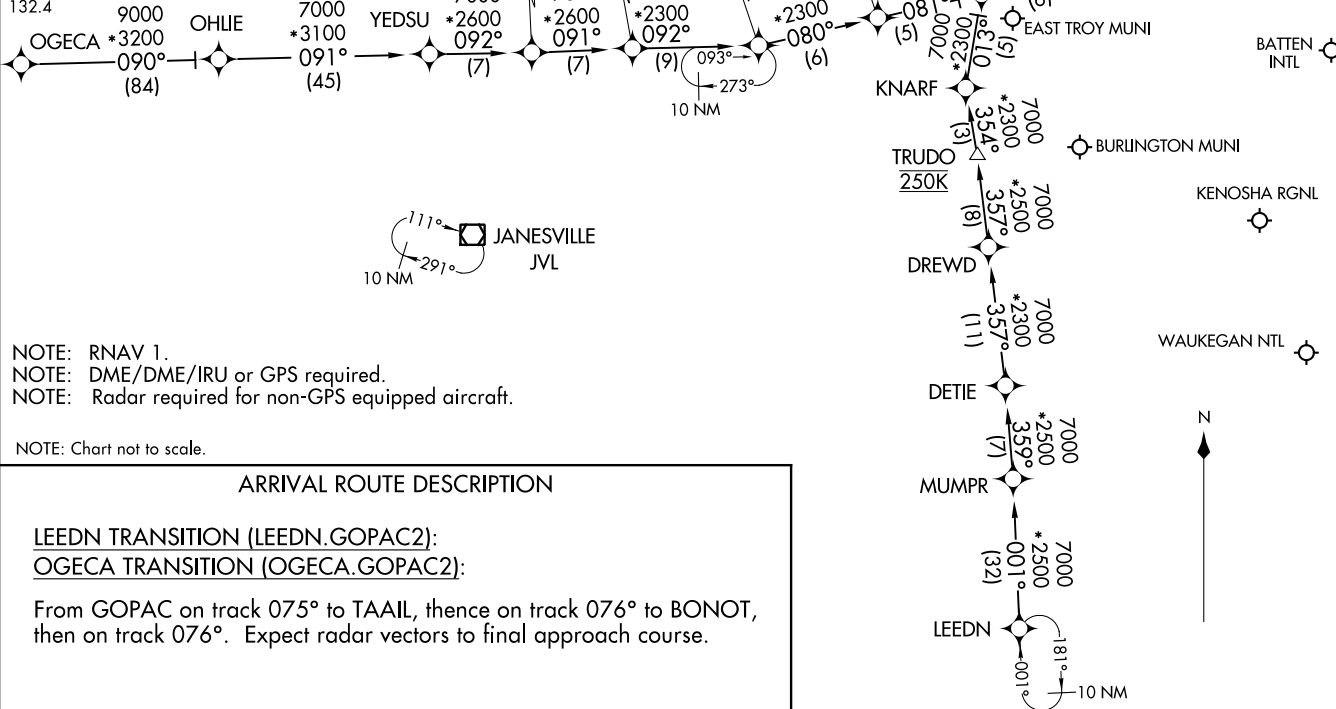 132.4
9000
*3200
OGECA
090°
(84)
OHLIE
7000
*3100
091°
(45)
YEDSU
*2600
092°
(7)
*2600
091°
(7)
*2300
092°
(9)
093°
273°
10 NM
*2300
080°
(6)
(5)
7000
*2300
013°
(5)
EAST TROY MUNI
BATTEN
INTL
KNARF
7000
*2300
354°
(3)
TRUDO
250K
BURLINGTON MUNI
KENOSHA RGNL
7000
*2500
357°
(8)
DREWD
111°
291°
10 NM
JANESVILLE
JVL
7000
*2300
357°
(11)
WAUKEGAN NTL
DETIE
7000
*2500
359°
(7)
MUMPR
N
7000
*2500
001°
(32)
LEEDN
181°
001°
10 NM
NOTE: RNAV 1.
NOTE: DME/DME/IRU or GPS required.
NOTE: Radar required for non-GPS equipped aircraft.
NOTE: Chart not to scale.
ARRIVAL ROUTE DESCRIPTION
LEEDN TRANSITION (LEEDN.GOPAC2):
OGECA TRANSITION (OGECA.GOPAC2):
From GOPAC on track 075° to TAAIL, thence on track 076° to BONOT,
then on track 076°. Expect radar vectors to final approach course.